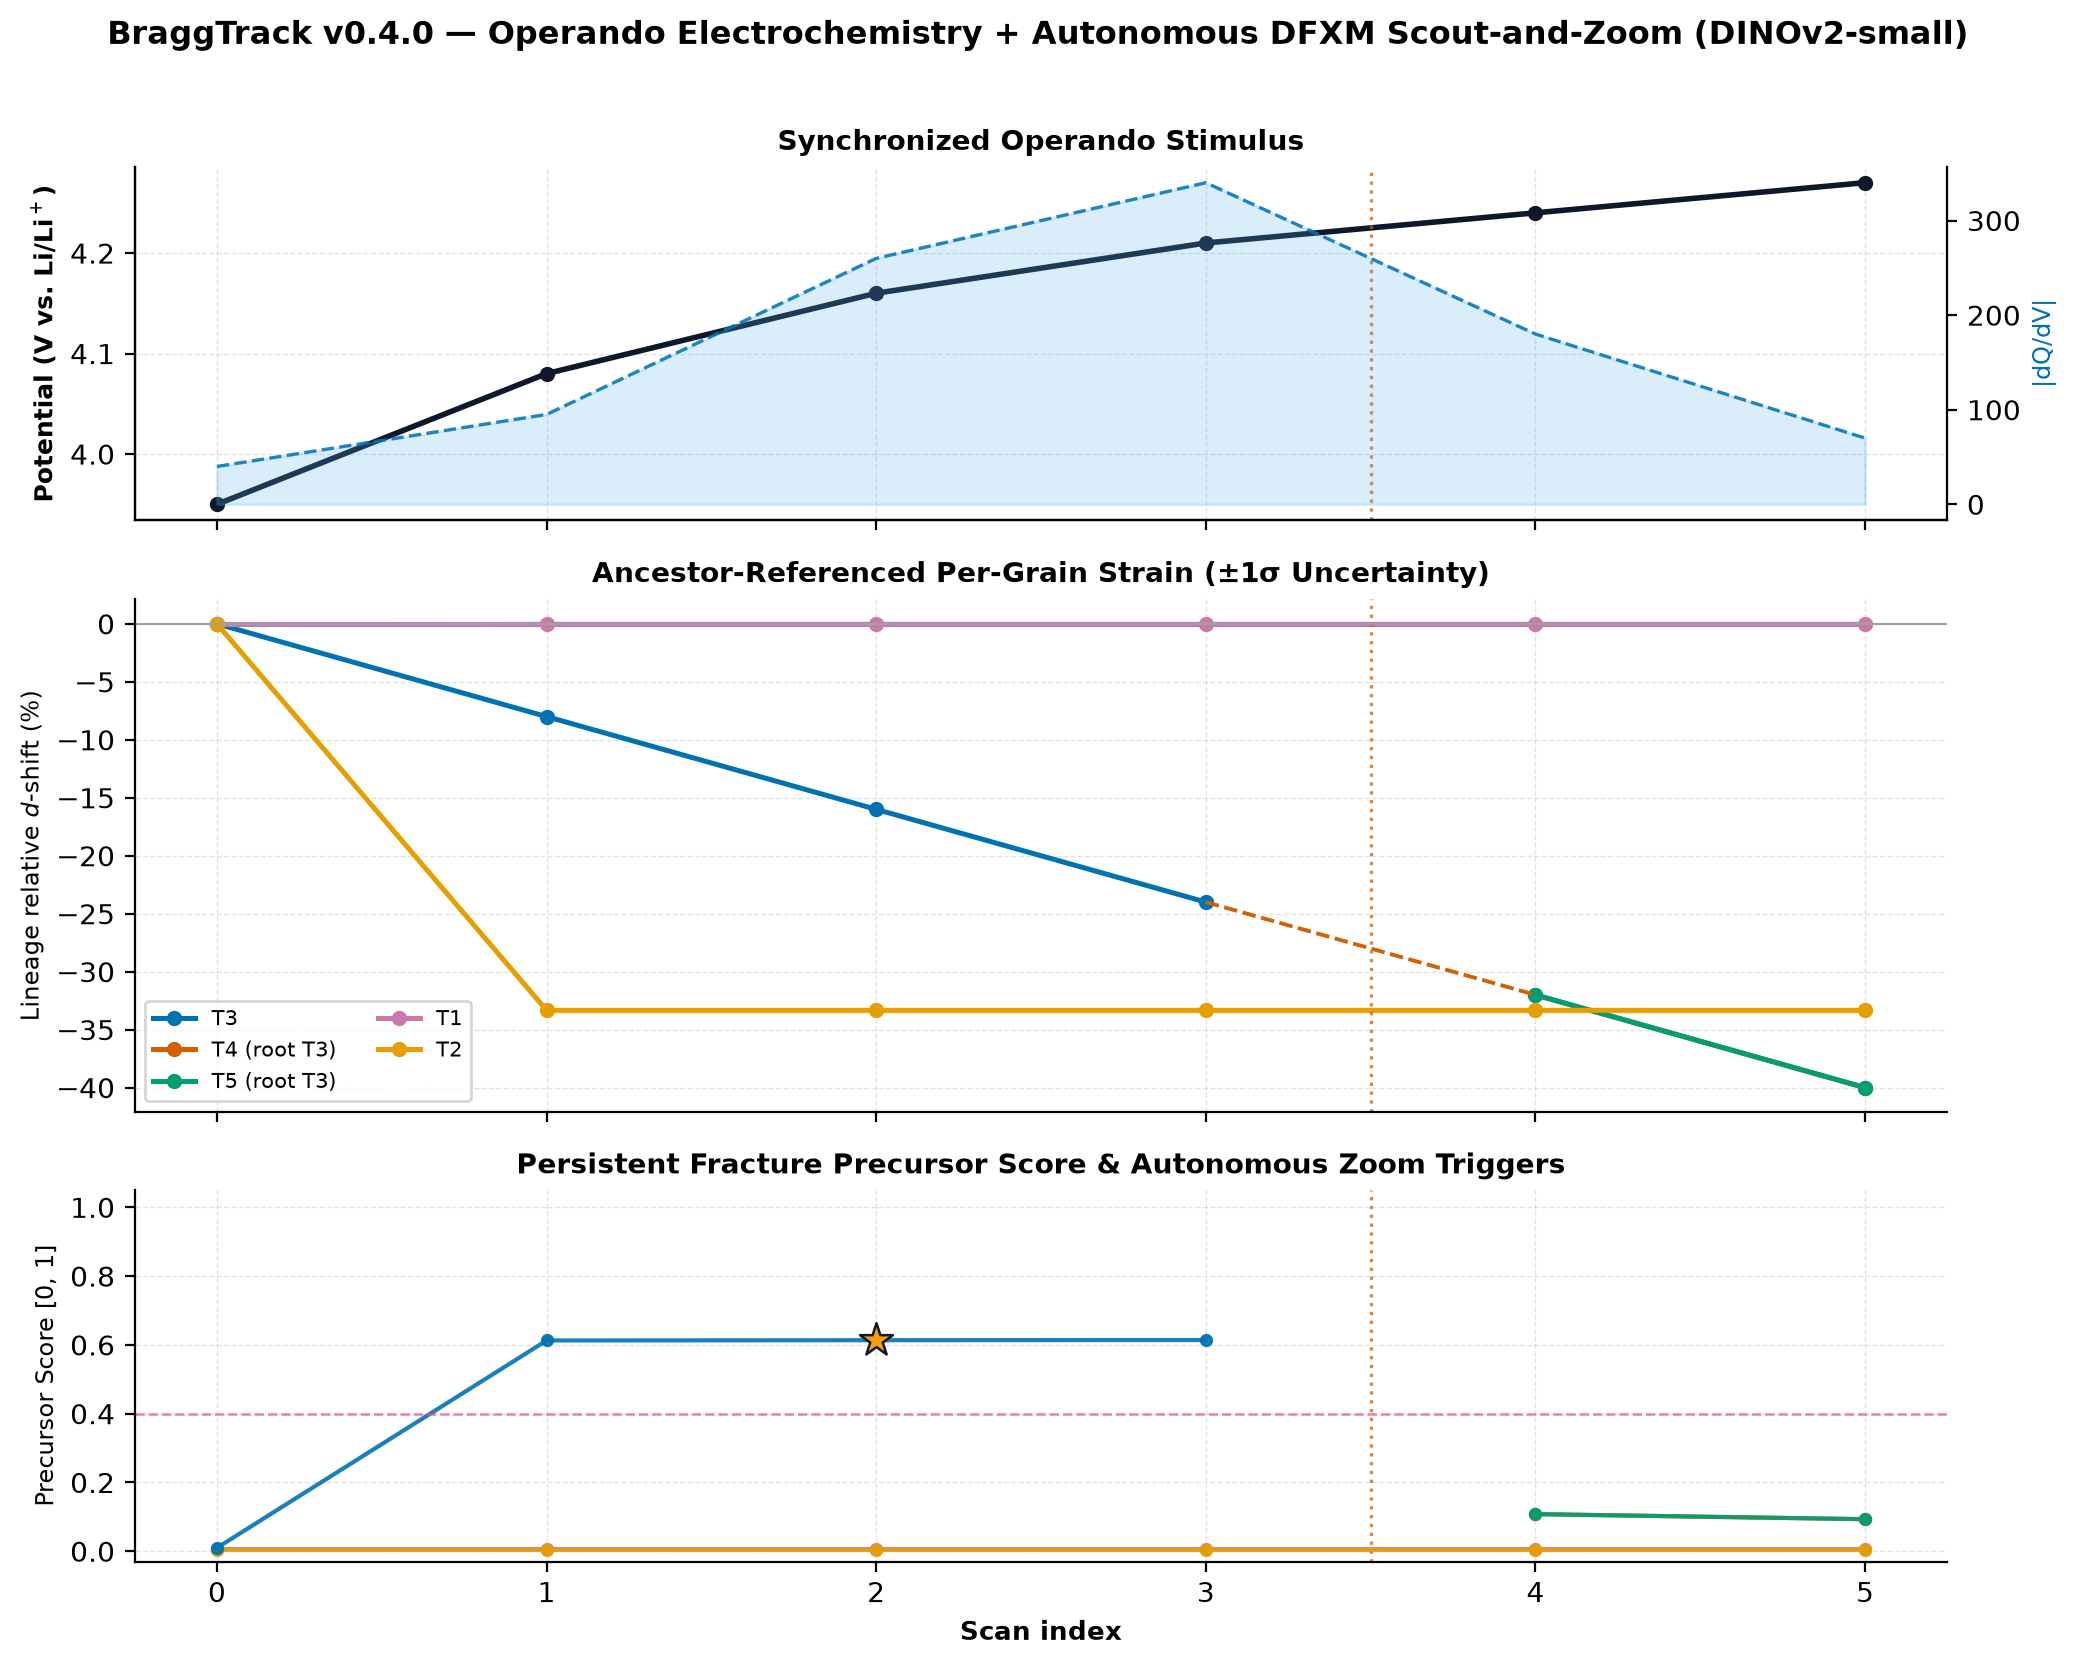 BraggTrack v0.4.0 — Operando Electrochemistry + Autonomous DFXM Scout-and-Zoom (DINOv2-small)
Synchronized Operando Stimulus
Potential (V vs. Li/Li⁺)
4.2
4.1
4.0
300
200
100
0
|dQ/dV|
Ancestor-Referenced Per-Grain Strain (±1σ Uncertainty)
Lineage relative d-shift (%)
0
−5
−10
−15
−20
−25
−30
−35
−40
T3
T4 (root T3)
T5 (root T3)
T1
T2
Persistent Fracture Precursor Score & Autonomous Zoom Triggers
Precursor Score [0, 1]
1.0
0.8
0.6
0.4
0.2
0.0
0 1 2 3 4 5
Scan index